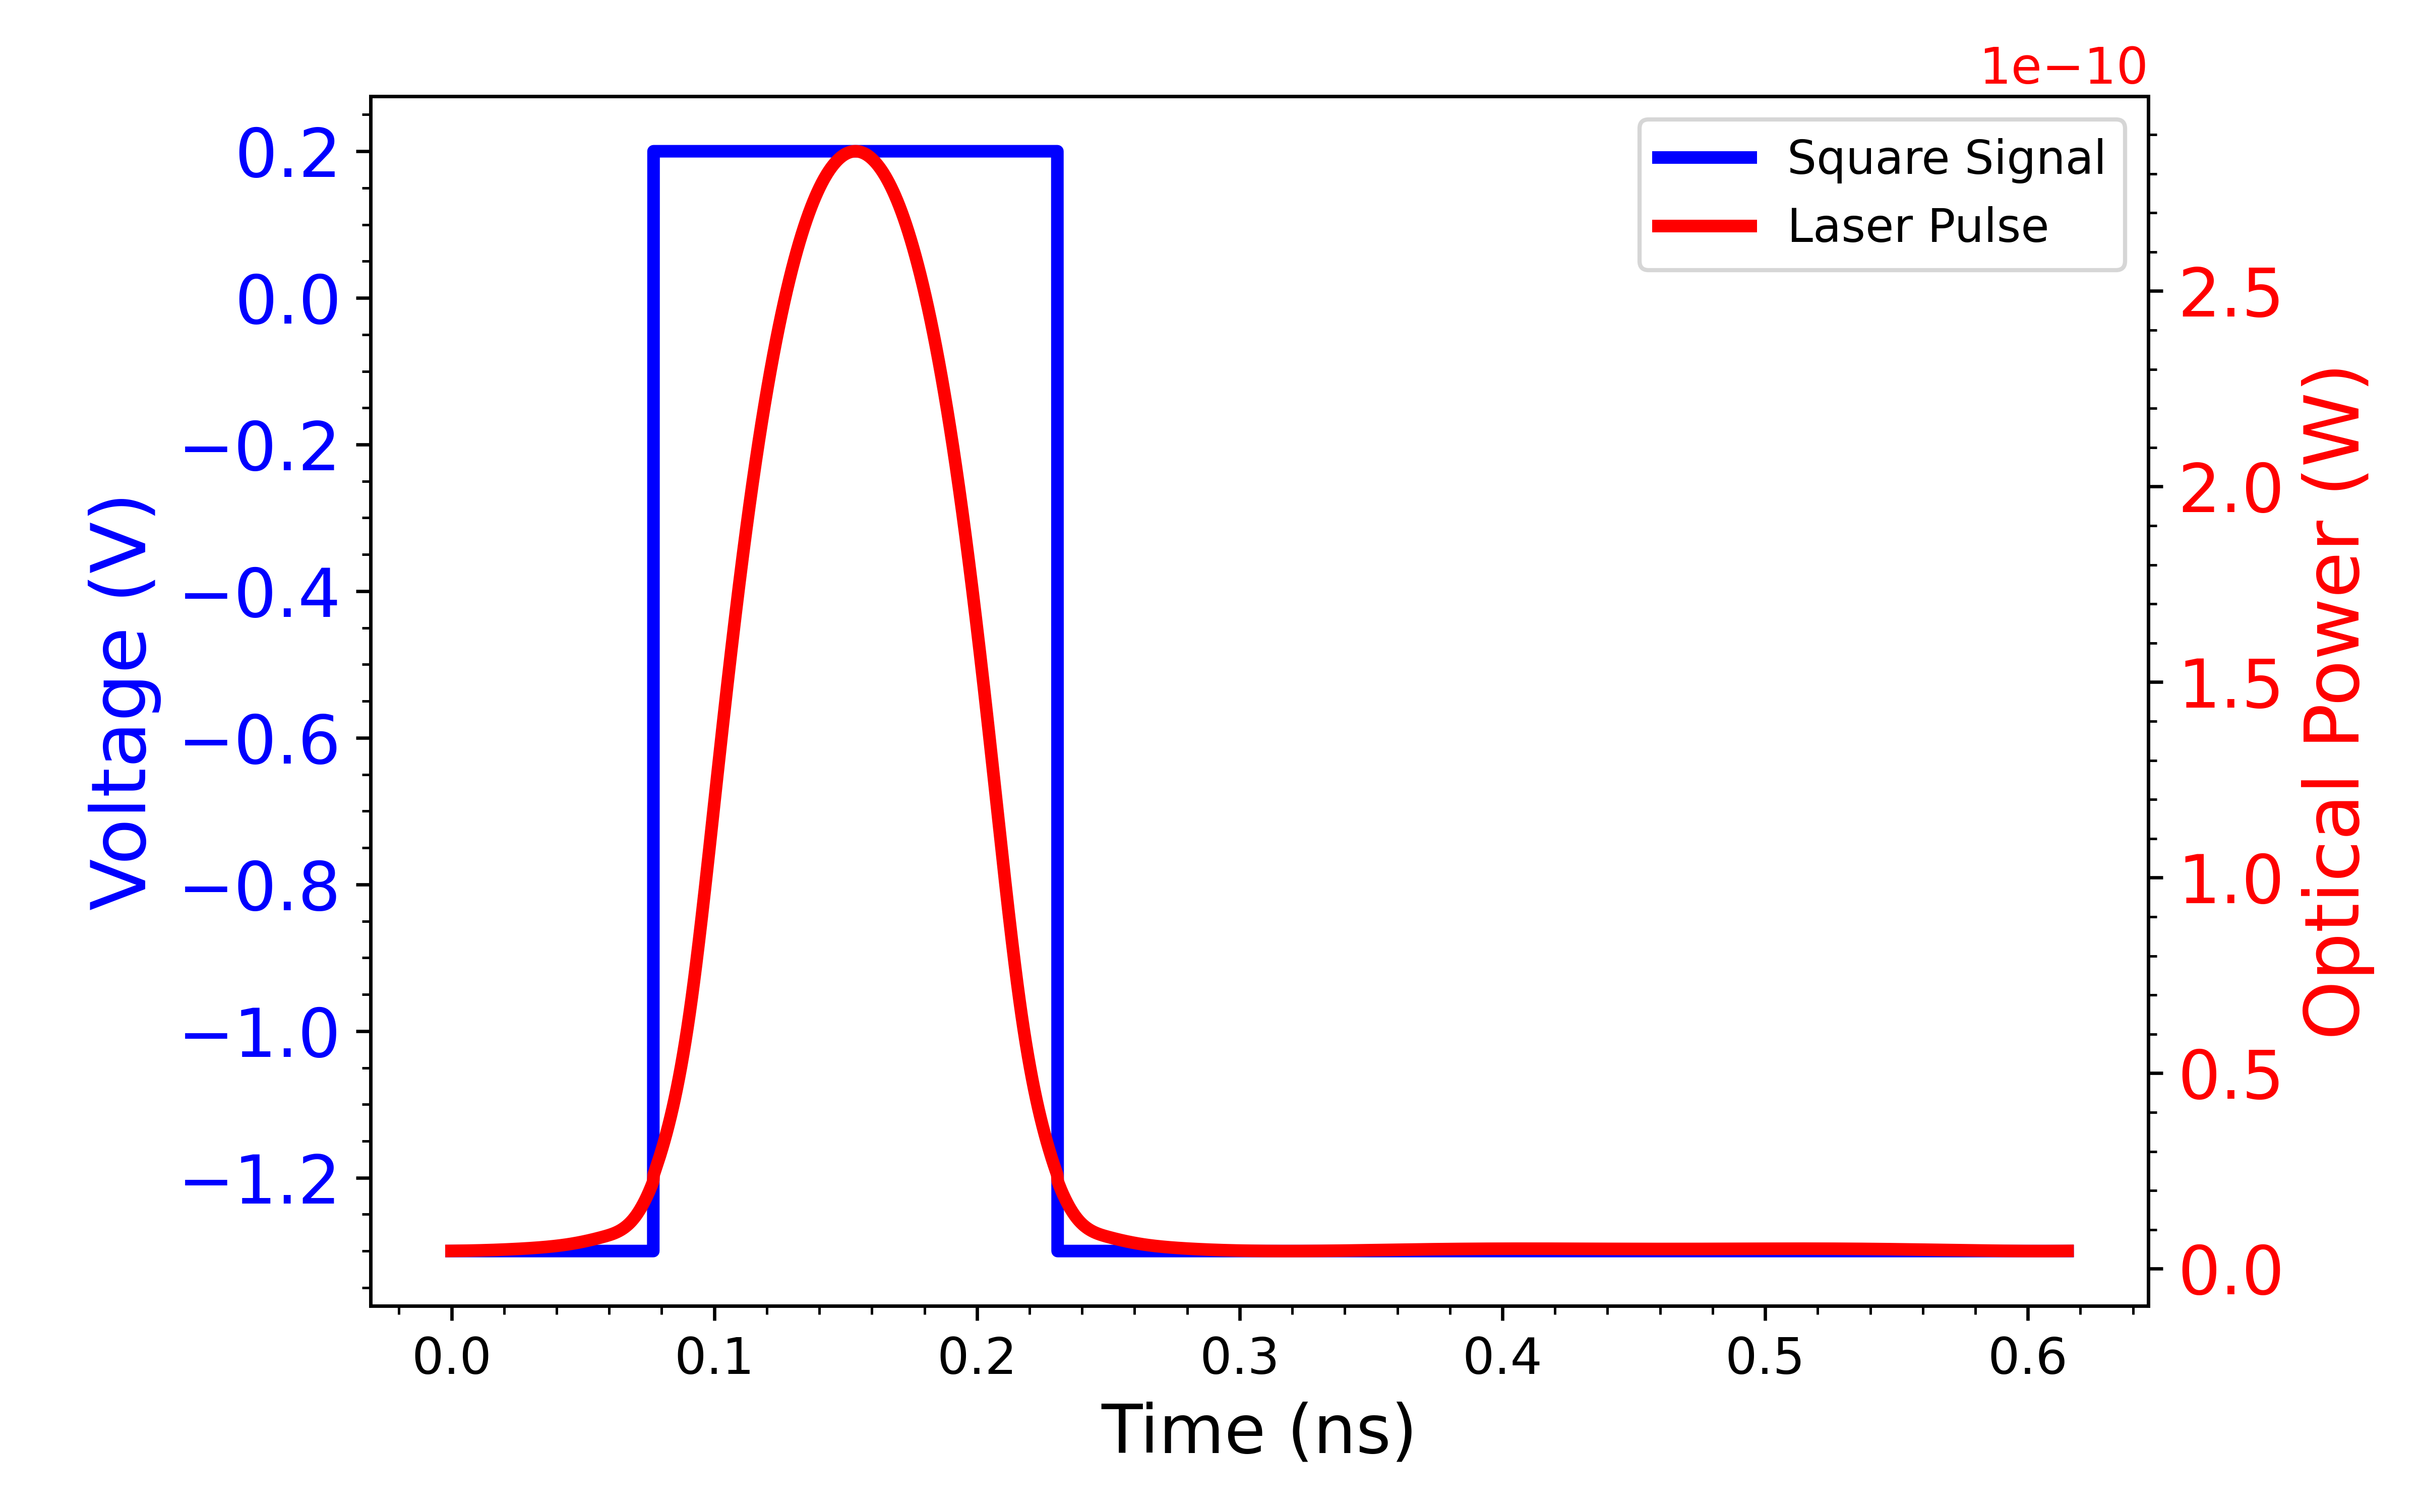 1e−10
Square Signal
Laser Pulse
Voltage (V)
0.2
0.0
−0.2
−0.4
−0.6
−0.8
−1.0
−1.2
2.5
2.0
1.5
1.0
0.5
0.0
Optical Power (W)
0.0 0.1 0.2 0.3 0.4 0.5 0.6
Time (ns)